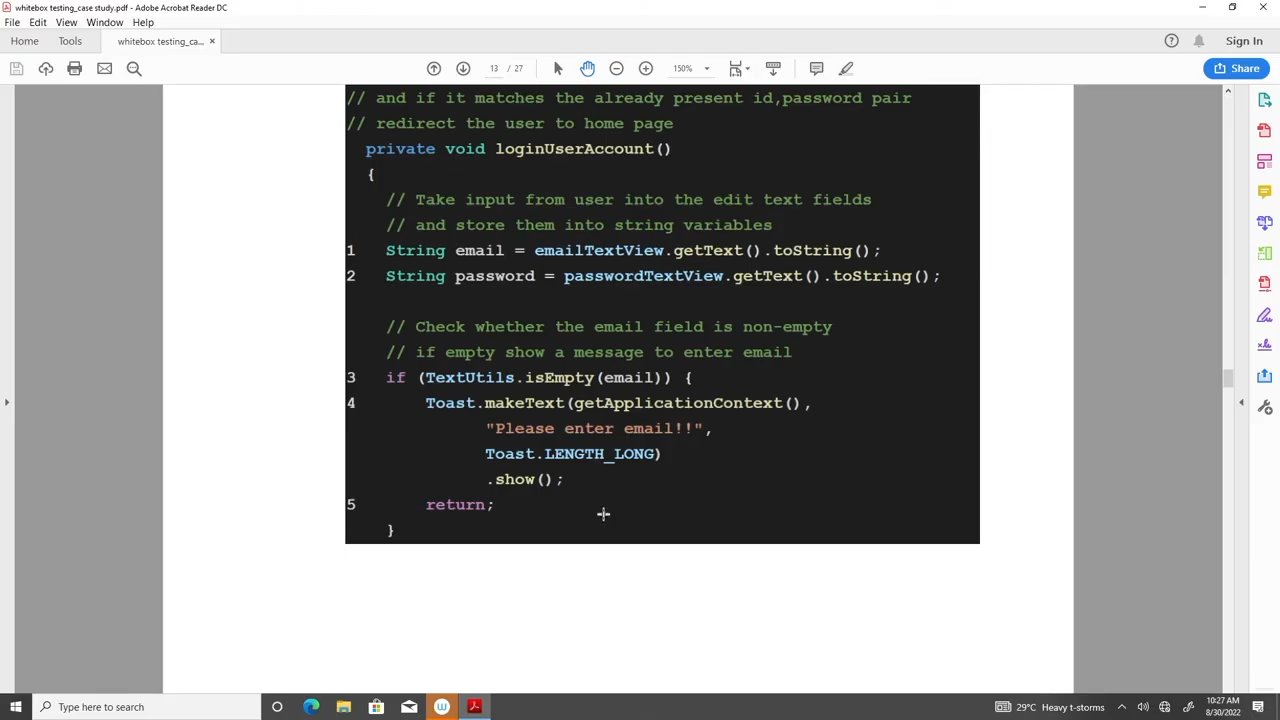 whitebox testing_case study.pdf - Adobe Acrobat Reader DC
File Edit View Window Help
Home Tools whitebox testing_ca... × Sign In
13 / 27 150% Share
// and if it matches the already present id,password pair
// redirect the user to home page
private void loginUserAccount()
{
// Take input from user into the edit text fields
// and store them into string variables
1 String email = emailTextView.getText().toString();
2 String password = passwordTextView.getText().toString();
// Check whether the email field is non-empty
// if empty show a message to enter email
3 if (TextUtils.isEmpty(email)) {
4 Toast.makeText(getApplicationContext(),
"Please enter email!!",
Toast.LENGTH_LONG)
.show();
5 return;
}
Type here to search
29°C Heavy t-storms
10:27 AM
8/30/2022